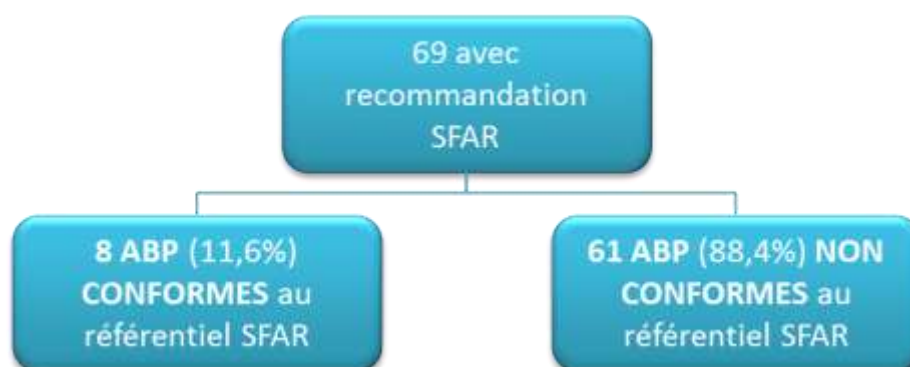 69 avec
recommandation
SFAR
8 ABP (11,6%)
CONFORMES au
référentiel SFAR
61 ABP (88,4%) NON
CONFORMES au
référentiel SFAR